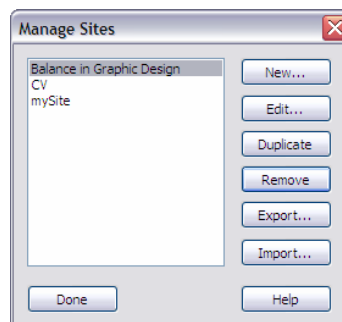 Manage Sites
Balance in Graphic Design
CV
mySite
New...
Edit...
Duplicate
Remove
Export...
Import...
Done
Help